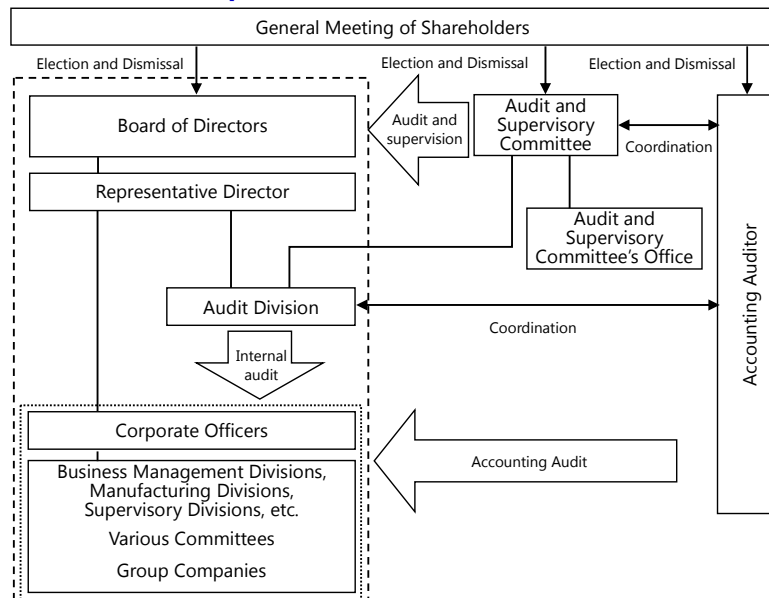 General Meeting of Shareholders
Election and Dismissal
Election and Dismissal
Election and Dismissal
Board of Directors
Audit and
supervision
Audit and
Supervisory
Committee
Coordination
Representative Director
Audit and
Supervisory
Committee's Office
Audit Division
Coordination
Accounting Auditor
Internal
audit
Corporate Officers
Accounting Audit
Business Management Divisions,
Manufacturing Divisions,
Supervisory Divisions, etc.
Various Committees
Group Companies